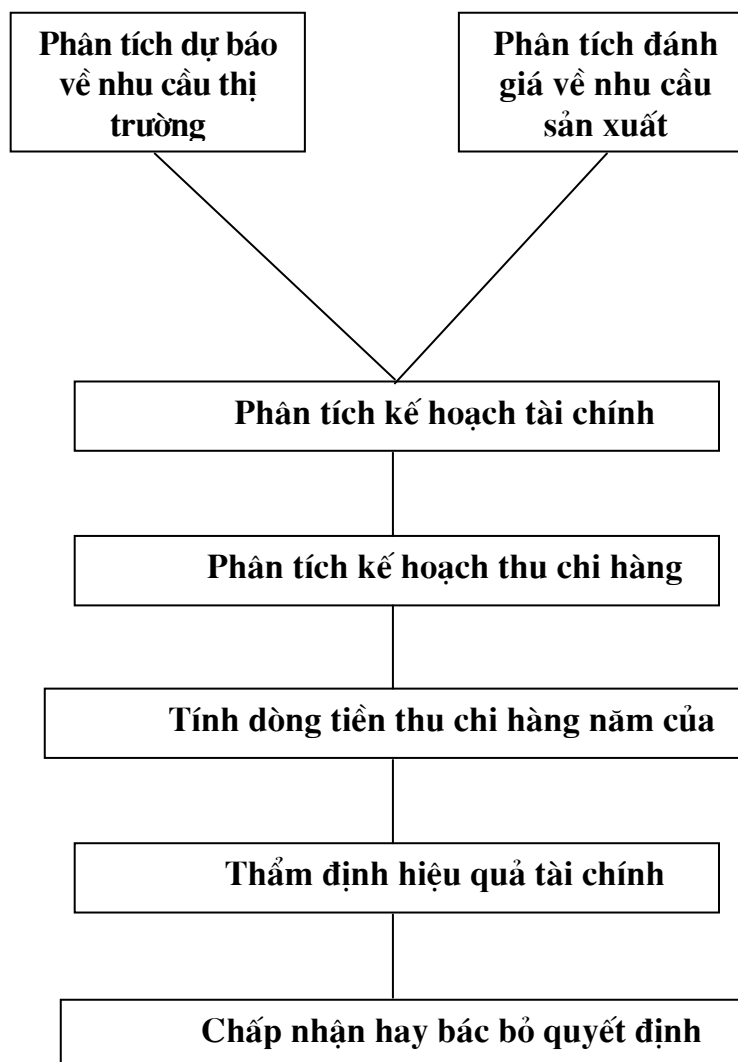 Phân tích dự báo
về nhu cầu thị
trường
Phân tích đánh
giá về nhu cầu
sản xuất
Phân tích kế hoạch tài chính
Phân tích kế hoạch thu chi hàng
Tính dòng tiền thu chi hàng năm của
Thẩm định hiệu quả tài chính
Chấp nhận hay bác bỏ quyết định